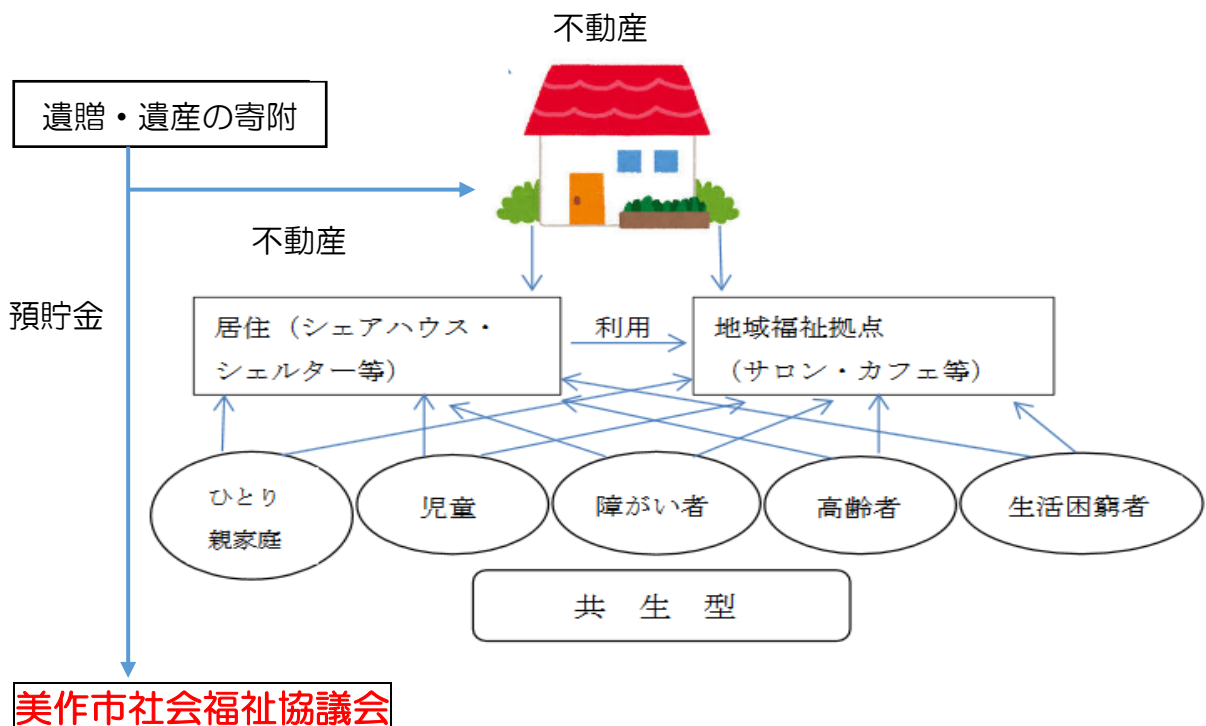 不動産
遺贈・遺産の寄附
不動産
預貯金
居住（シェアハウス・
シェルター等）
利用
地域福祉拠点
（サロン・カフェ等）
ひとり
親家庭
児童
障がい者
高齢者
生活困窮者
共 生 型
美作市社会福祉協議会